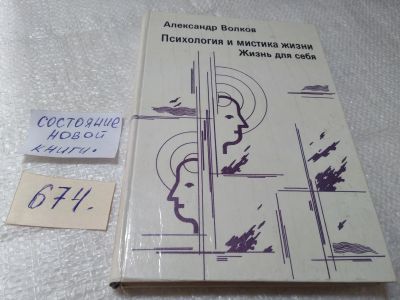 Александр Волков
Психология и мистика жизни
Жизнь для себя
СОСТОЯНИЕ
НОВОЙ
КНИГИ.
674.